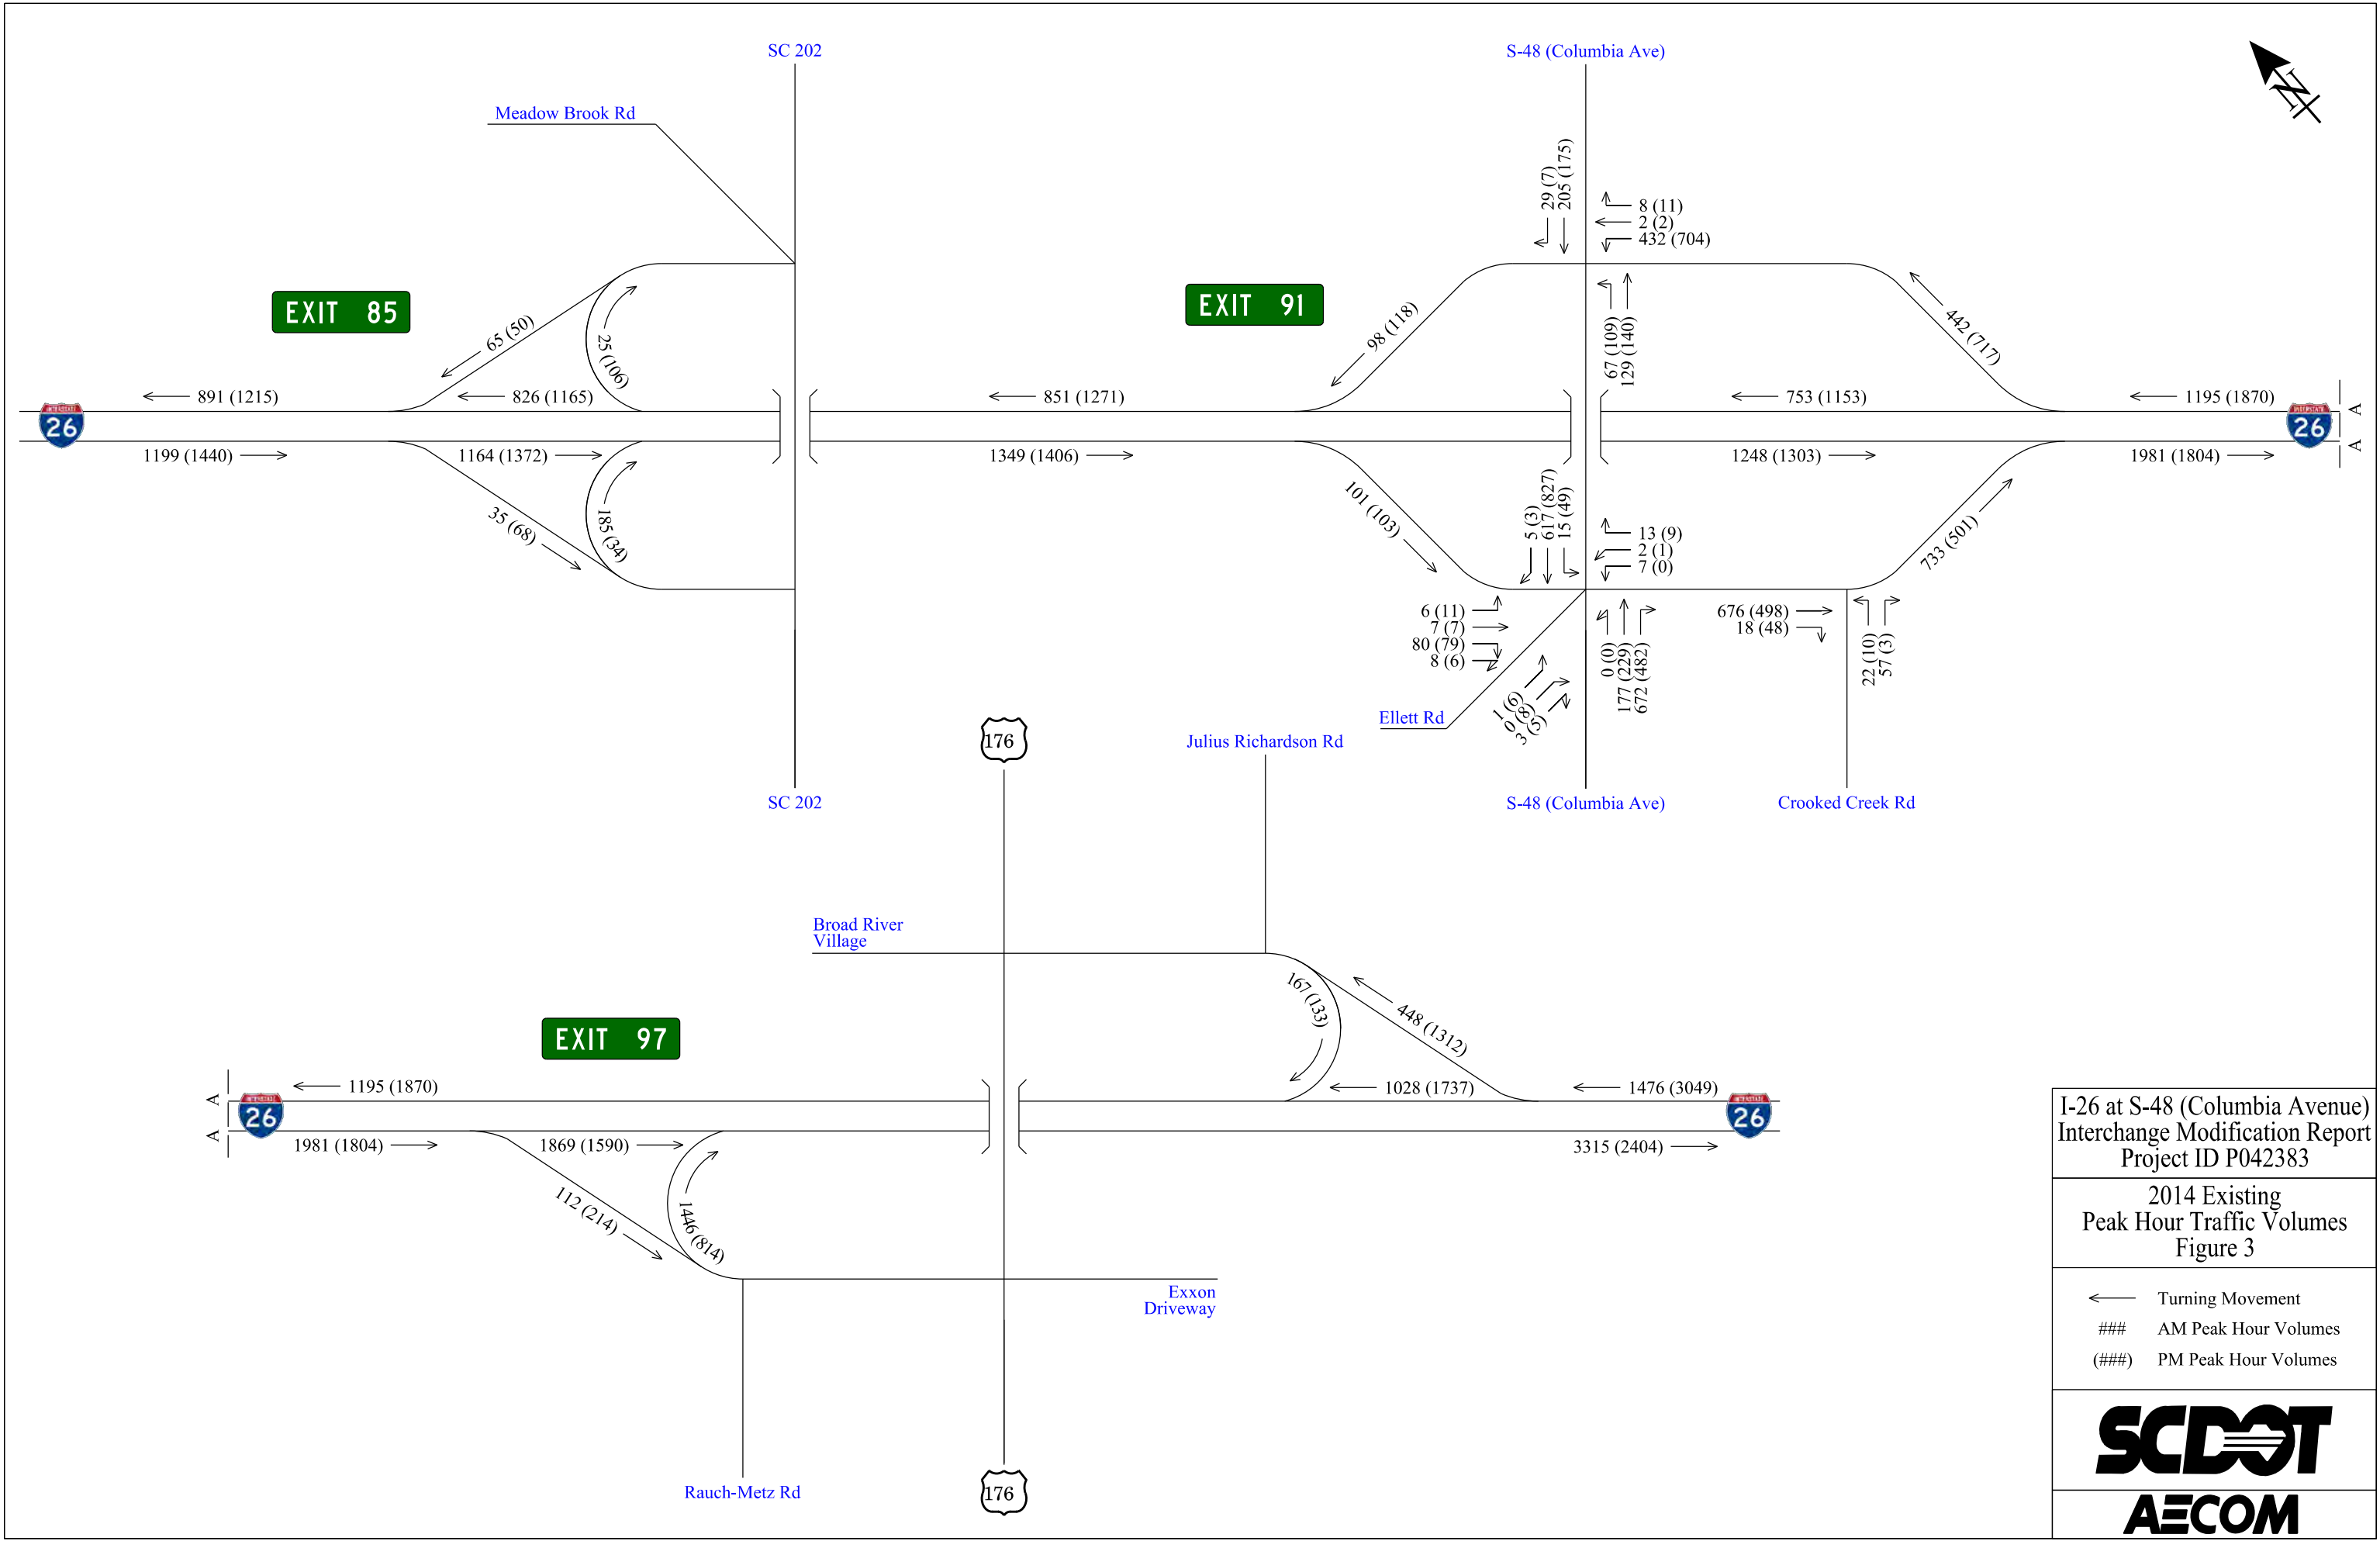 SC 202
S-48 (Columbia Ave)
Meadow Brook Rd
29 (7)
205 (175)
8 (11)
2 (2)
432 (704)
EXIT 85
EXIT 91
65 (50)
25 (106)
98 (118)
67 (109)
129 (140)
442 (717)
891 (1215)
826 (1165)
851 (1271)
753 (1153)
1195 (1870)
A
INTERSTATE
26
INTERSTATE
26
A
1199 (1440)
1164 (1372)
1349 (1406)
1248 (1303)
1981 (1804)
35 (68)
185 (34)
101 (103)
5 (3)
617 (827)
15 (49)
13 (9)
2 (1)
7 (0)
733 (501)
6 (11)
7 (7)
80 (79)
8 (6)
1 (6)
0 (8)
3 (5)
0 (0)
177 (229)
672 (482)
676 (498)
18 (48)
22 (10)
57 (3)
Ellett Rd
176
Julius Richardson Rd
SC 202
S-48 (Columbia Ave)
Crooked Creek Rd
Broad River
Village
167 (133)
448 (1312)
EXIT 97
1195 (1870)
1028 (1737)
1476 (3049)
A
INTERSTATE
26
INTERSTATE
26
A
1981 (1804)
1869 (1590)
3315 (2404)
112 (214)
1446 (814)
Exxon
Driveway
Rauch-Metz Rd
176
N
I-26 at S-48 (Columbia Avenue)
Interchange Modification Report
Project ID P042383
2014 Existing
Peak Hour Traffic Volumes
Figure 3
Turning Movement
### AM Peak Hour Volumes
(###) PM Peak Hour Volumes
SCDOT
AECOM